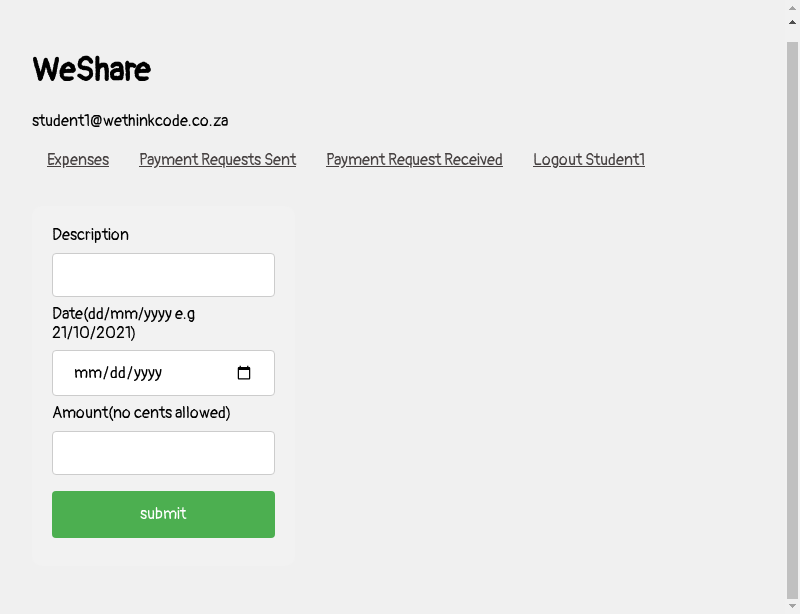 WeShare
student1@wethinkcode.co.za
Expenses Payment Requests Sent Payment Request Received Logout Student1
Description
Date(dd/mm/yyyy e.g
21/10/2021)
mm/dd/yyyy
Amount(no cents allowed)
submit